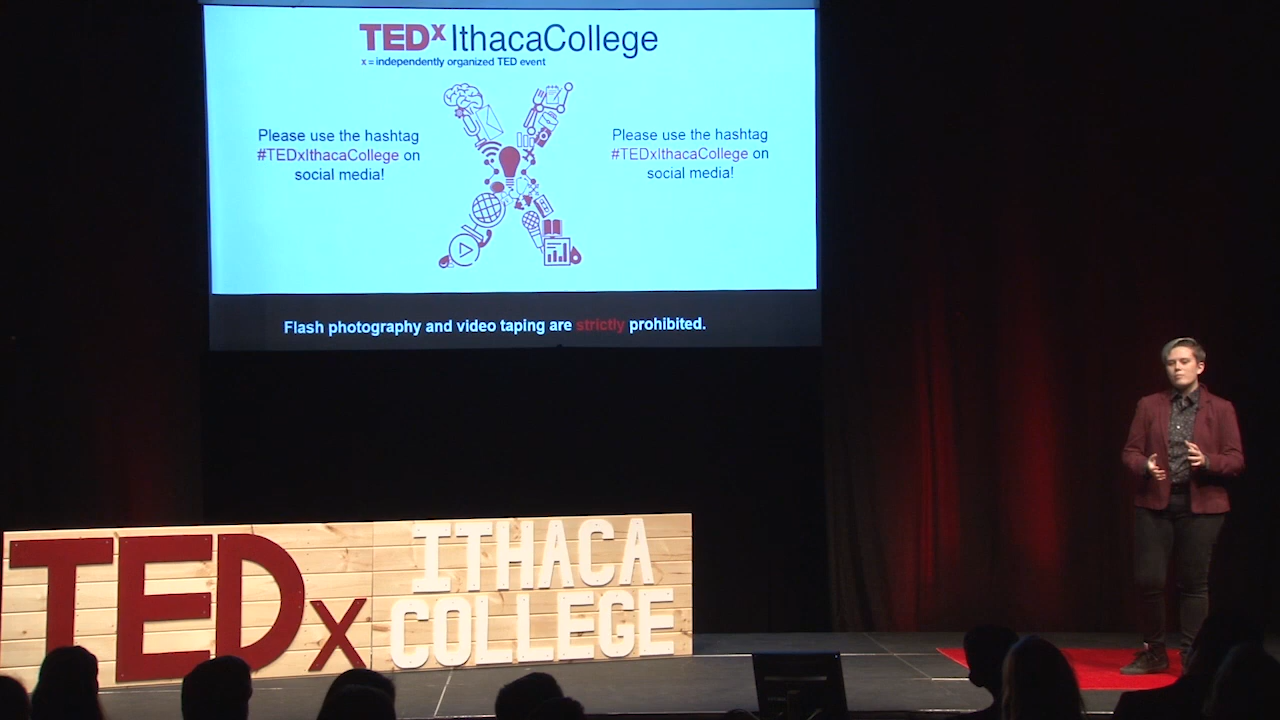 TEDx IthacaCollege
x = independently organized TED event
Please use the hashtag
#TEDxIthacaCollege on
social media!
Please use the hashtag
#TEDxIthacaCollege on
social media!
Flash photography and video taping are strictly prohibited.
TEDx
ITHACA
COLLEGE